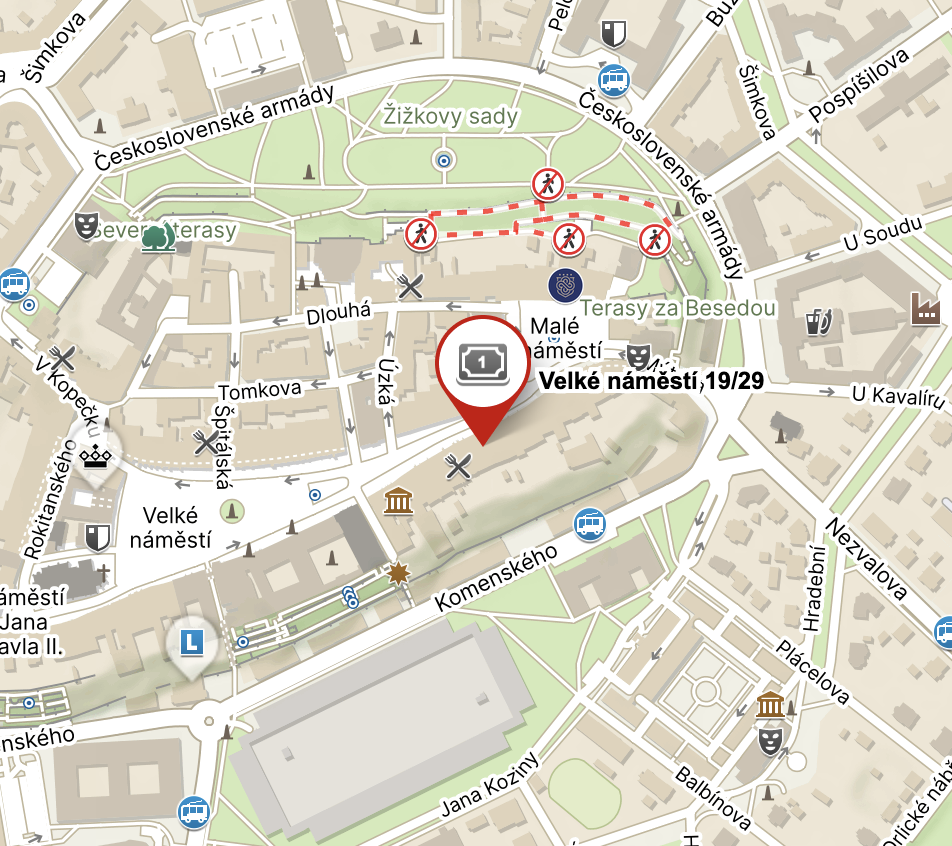 Šimkova
Pelc
Buz
Československé armády
Žižkovy sady
Československé armády
Šimkova
Pospíšilova
Severní terasy
U Soudu
Terasy za Besedou
Dlouhá
Malé
náměstí
1
Velké náměstí 19/29
V Kopečku
Tomkova
Úzká
U Kavalíru
Špitálská
Rokitanského
Velké
náměstí
Komenského
Nezvalova
Hradební
áměstí
Jana
avla II.
L
Plácelova
nského
Jana Koziny
Balbínova
H
Orlické náb